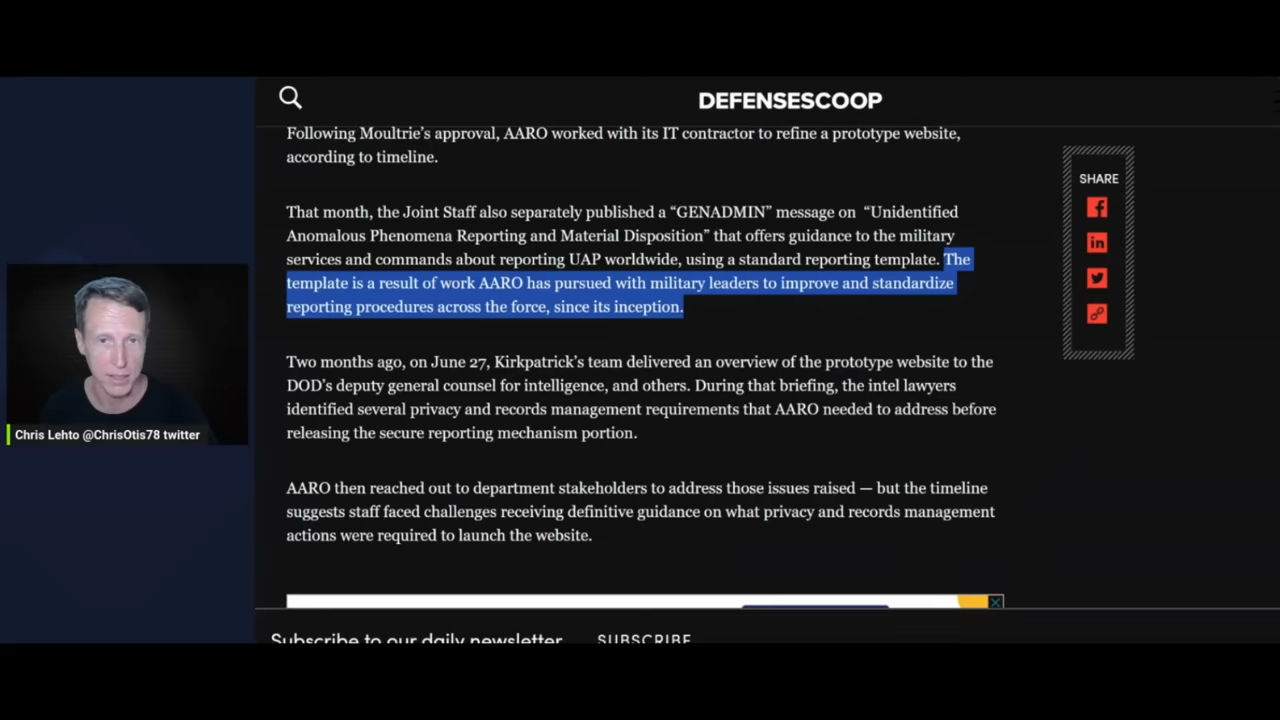 DEFENSESCOOP
Following Moultrie’s approval, AARO worked with its IT contractor to refine a prototype website,
according to timeline.
That month, the Joint Staff also separately published a “GENADMIN” message on “Unidentified
Anomalous Phenomena Reporting and Material Disposition” that offers guidance to the military
services and commands about reporting UAP worldwide, using a standard reporting template. The
template is a result of work AARO has pursued with military leaders to improve and standardize
reporting procedures across the force, since its inception.
Two months ago, on June 27, Kirkpatrick’s team delivered an overview of the prototype website to the
DOD’s deputy general counsel for intelligence, and others. During that briefing, the intel lawyers
identified several privacy and records management requirements that AARO needed to address before
releasing the secure reporting mechanism portion.
AARO then reached out to department stakeholders to address those issues raised — but the timeline
suggests staff faced challenges receiving definitive guidance on what privacy and records management
actions were required to launch the website.
SHARE
Chris Lehto @ChrisOtis78 twitter
Subscribe to our daily newsletter
SUBSCRIBE